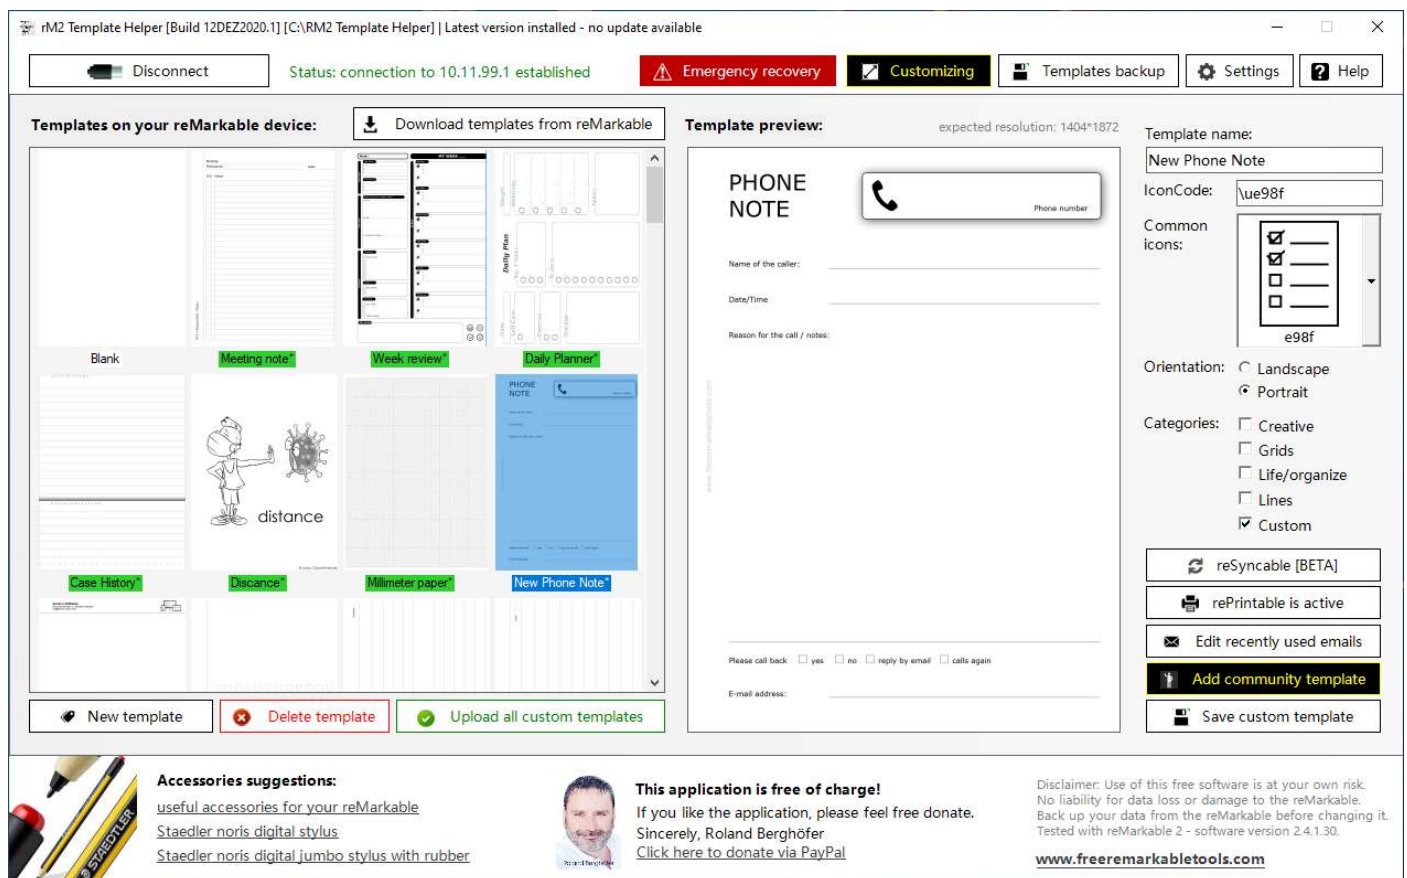 rM2 Template Helper [Build 12DEZ2020.1] [C:\RM2 Template Helper] | Latest version installed - no update available
Disconnect
Status: connection to 10.11.99.1 established
Emergency recovery
Customizing
Templates backup
Settings
Help
Templates on your reMarkable device:
Download templates from reMarkable
Daily Plan
Blank
Meeting note*
Week review*
Daily Planner*
distance
PHONE
NOTE
Case History*
Discance*
Millimeter paper*
New Phone Note*
New template
Delete template
Upload all custom templates
Template preview:
expected resolution: 1404*1872
PHONE
NOTE
Phone number
Name of the caller:
Date/Time
Reason for the call / notes:
www.freeremarkabletools.com
Please call back yes no reply by email calls again
E-mail address:
Template name:
New Phone Note
IconCode:
\ue98f
Common
icons:
e98f
Orientation:
Landscape
Portrait
Categories:
Creative
Grids
Life/organize
Lines
Custom
reSyncable [BETA]
rePrintable is active
Edit recently used emails
Add community template
Save custom template
Accessories suggestions:
useful accessories for your reMarkable
Staedler noris digital stylus
Staedler noris digital jumbo stylus with rubber
STAEDTLER
Roland Berghöfer
This application is free of charge!
If you like the application, please feel free donate.
Sincerely, Roland Berghöfer
Click here to donate via PayPal
Disclaimer: Use of this free software is at your own risk.
No liability for data loss or damage to the reMarkable.
Back up your data from the reMarkable before changing it.
Tested with reMarkable 2 - software version 2.4.1.30.
www.freeremarkabletools.com